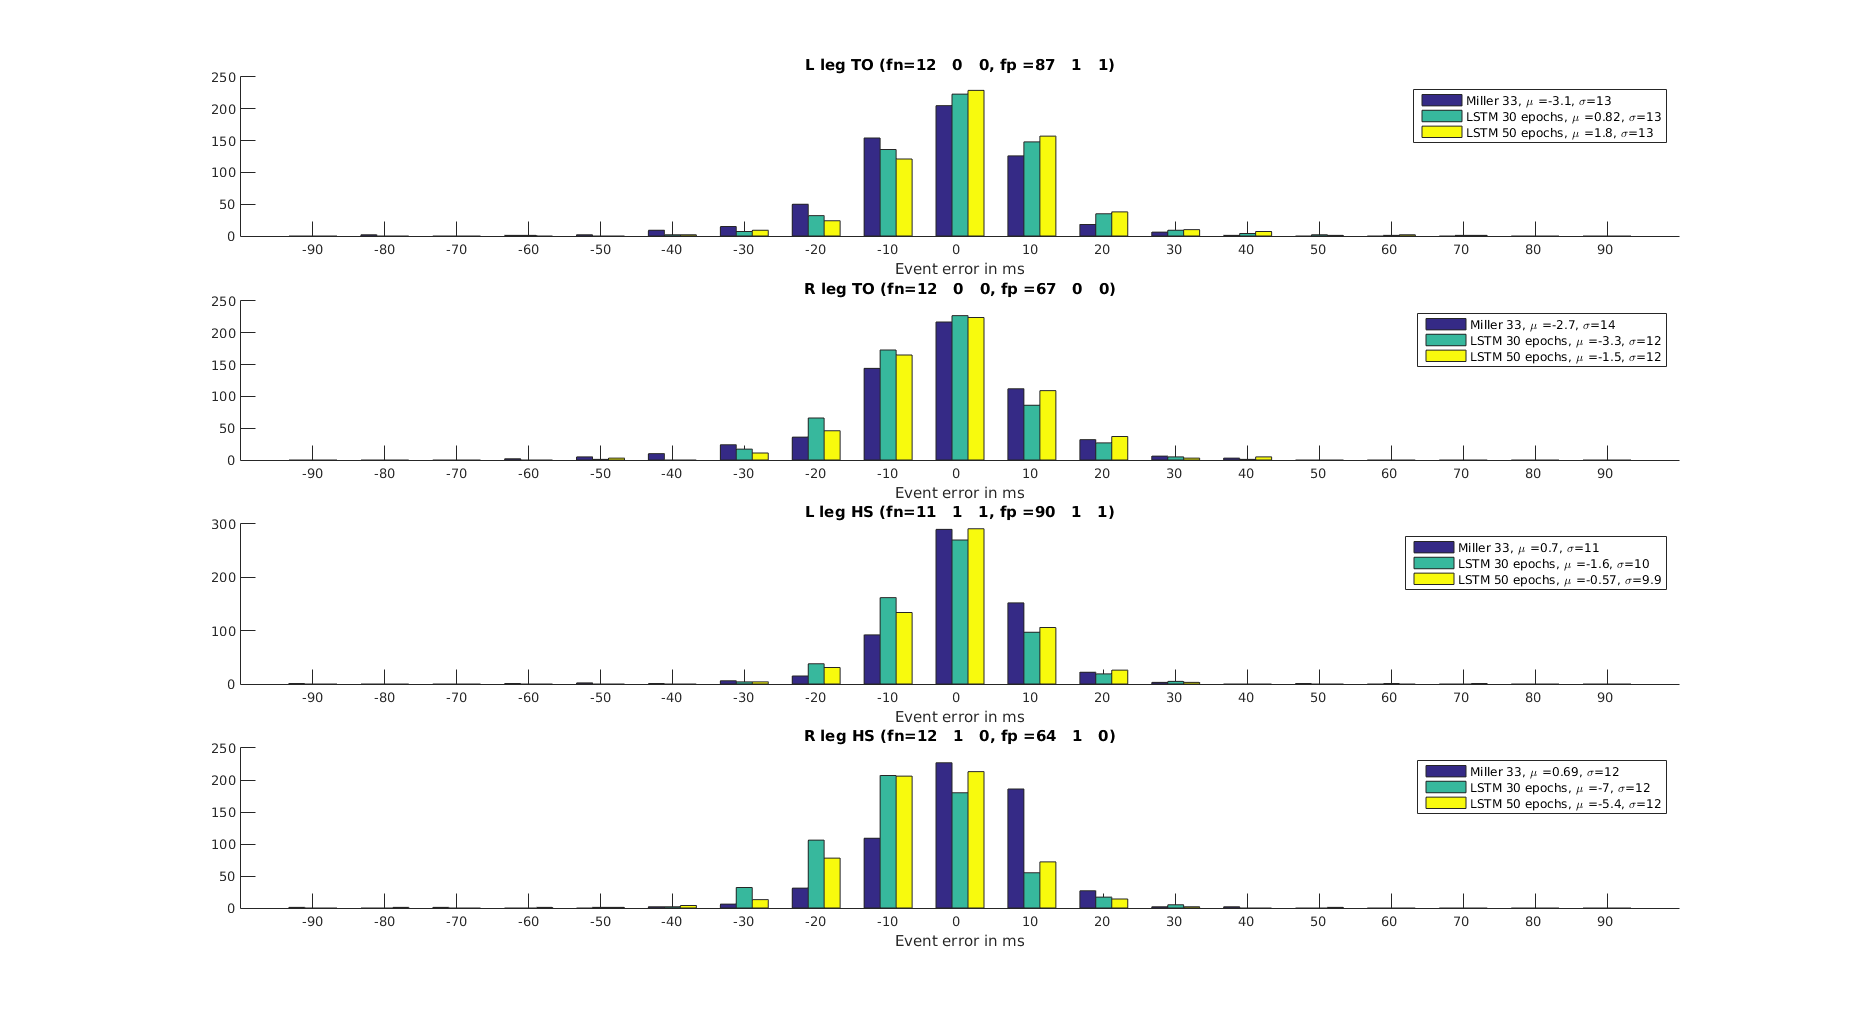 L leg TO (fn=12 0 0, fp =87 1 1)
250
200
150
100
50
0
-90 -80 -70 -60 -50 -40 -30 -20 -10 0 10 20 30 40 50 60 70 80 90
Event error in ms
Miller 33, μ =-3.1, σ=13
LSTM 30 epochs, μ =0.82, σ=13
LSTM 50 epochs, μ =1.8, σ=13
R leg TO (fn=12 0 0, fp =67 0 0)
250
200
150
100
50
0
-90 -80 -70 -60 -50 -40 -30 -20 -10 0 10 20 30 40 50 60 70 80 90
Event error in ms
Miller 33, μ =-2.7, σ=14
LSTM 30 epochs, μ =-3.3, σ=12
LSTM 50 epochs, μ =-1.5, σ=12
L leg HS (fn=11 1 1, fp =90 1 1)
300
200
100
0
-90 -80 -70 -60 -50 -40 -30 -20 -10 0 10 20 30 40 50 60 70 80 90
Event error in ms
Miller 33, μ =0.7, σ=11
LSTM 30 epochs, μ =-1.6, σ=10
LSTM 50 epochs, μ =-0.57, σ=9.9
R leg HS (fn=12 1 0, fp =64 1 0)
250
200
150
100
50
0
-90 -80 -70 -60 -50 -40 -30 -20 -10 0 10 20 30 40 50 60 70 80 90
Event error in ms
Miller 33, μ =0.69, σ=12
LSTM 30 epochs, μ =-7, σ=12
LSTM 50 epochs, μ =-5.4, σ=12